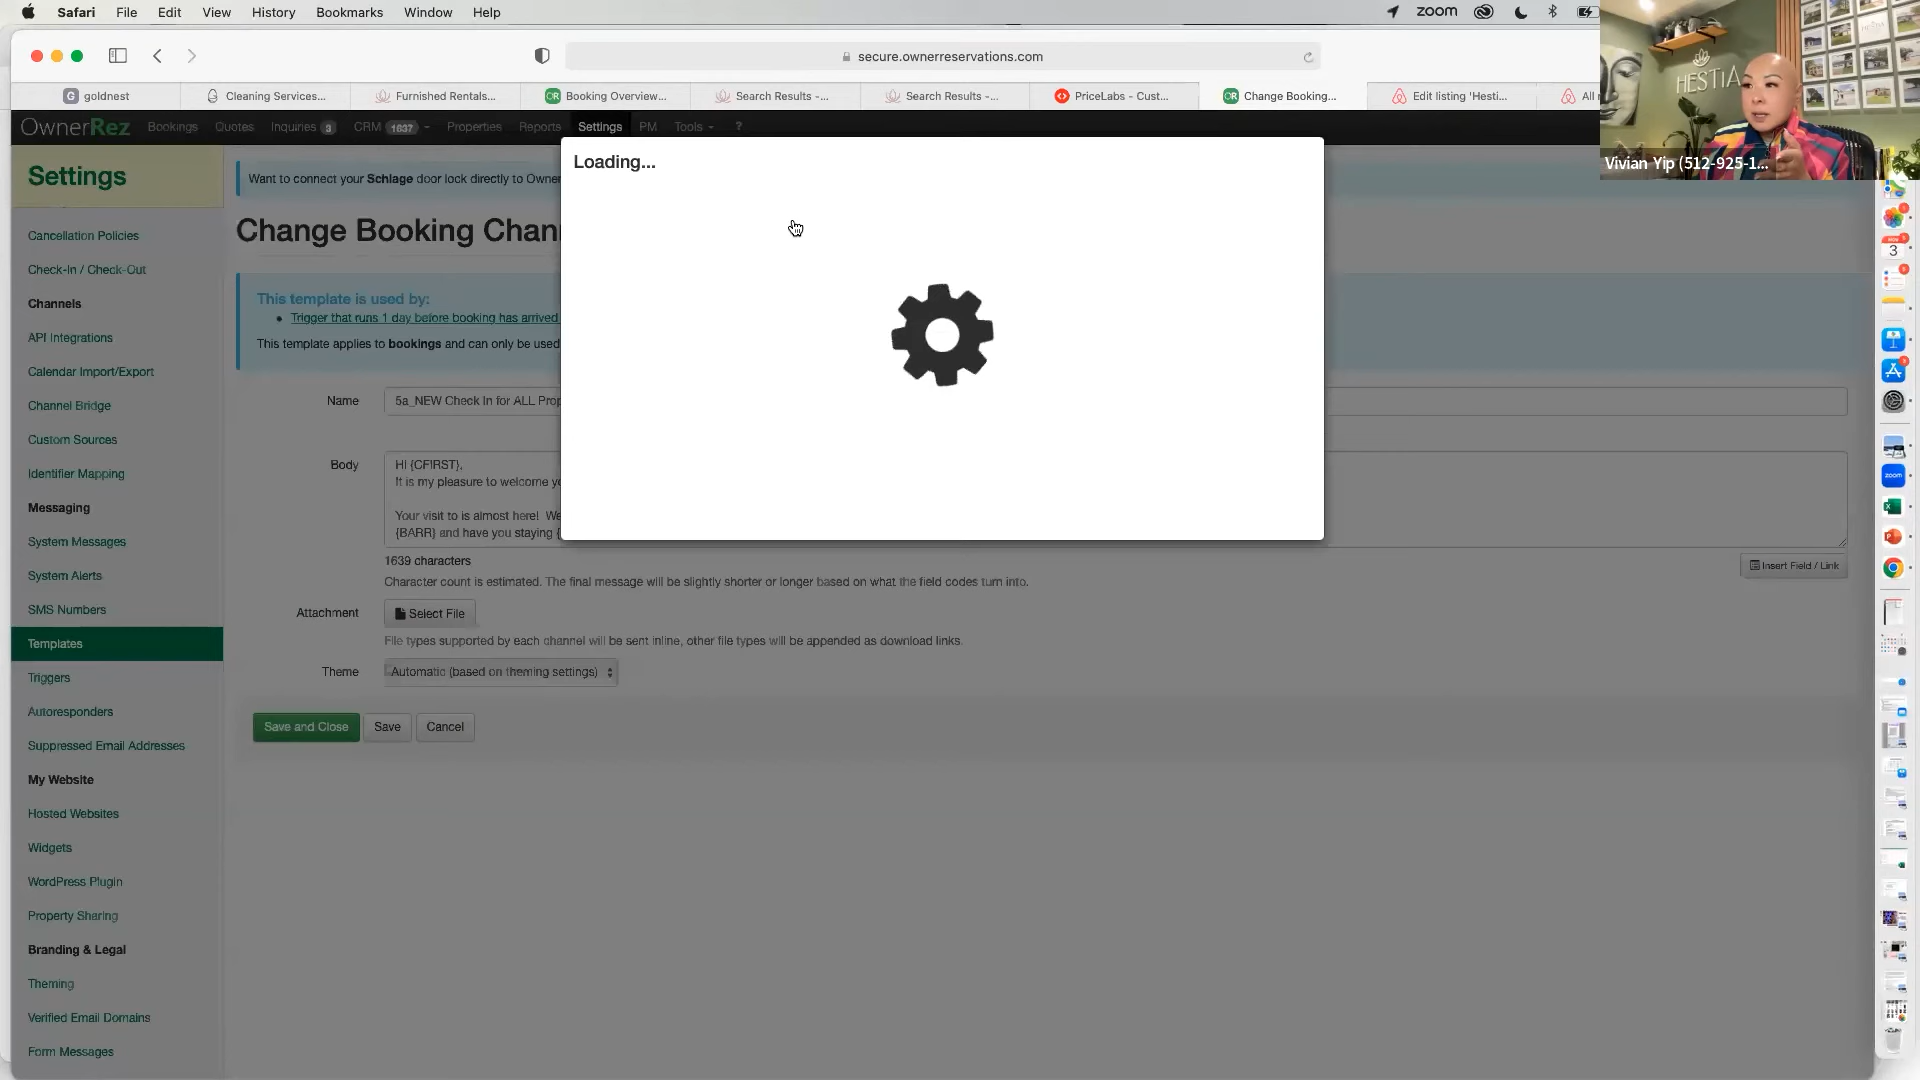 Safari File Edit View History Bookmarks Window Help
zoom
secure.ownerreservations.com
G goldnest
Cleaning Services...
Furnished Rentals...
OR Booking Overview...
Search Results -...
Search Results -...
PriceLabs - Cust...
OR Change Booking...
Edit listing 'Hesti...
All
HESTIA
Vivian Yip (512-925-1...
OwnerRez Bookings Quotes Inquiries 3 CRM 1637 Properties Reports Settings PM Tools ?
Settings
Cancellation Policies
Check-In / Check-Out
Channels
API Integrations
Calendar Import/Export
Channel Bridge
Custom Sources
Identifier Mapping
Messaging
System Messages
System Alerts
SMS Numbers
Templates
Triggers
Autoresponders
Suppressed Email Addresses
My Website
Hosted Websites
Widgets
WordPress Plugin
Property Sharing
Branding & Legal
Theming
Verified Email Domains
Form Messages
Want to connect your Schlage door lock directly to Owner
Change Booking Chan
This template is used by:
Trigger that runs 1 day before booking has arrived
This template applies to bookings and can only be used
Loading...
Name
5a_NEW Check In for ALL Prop
Body
HI {CFIRST},
It is my pleasure to welcome yo
Your visit to is almost here! We
{BARR} and have you staying {
1639 characters
Insert Field / Link
Character count is estimated. The final message will be slightly shorter or longer based on what the field codes turn into.
Attachment
Select File
File types supported by each channel will be sent inline, other file types will be appended as download links.
Theme
Automatic (based on theming settings)
Save and Close Save Cancel
3
zoom